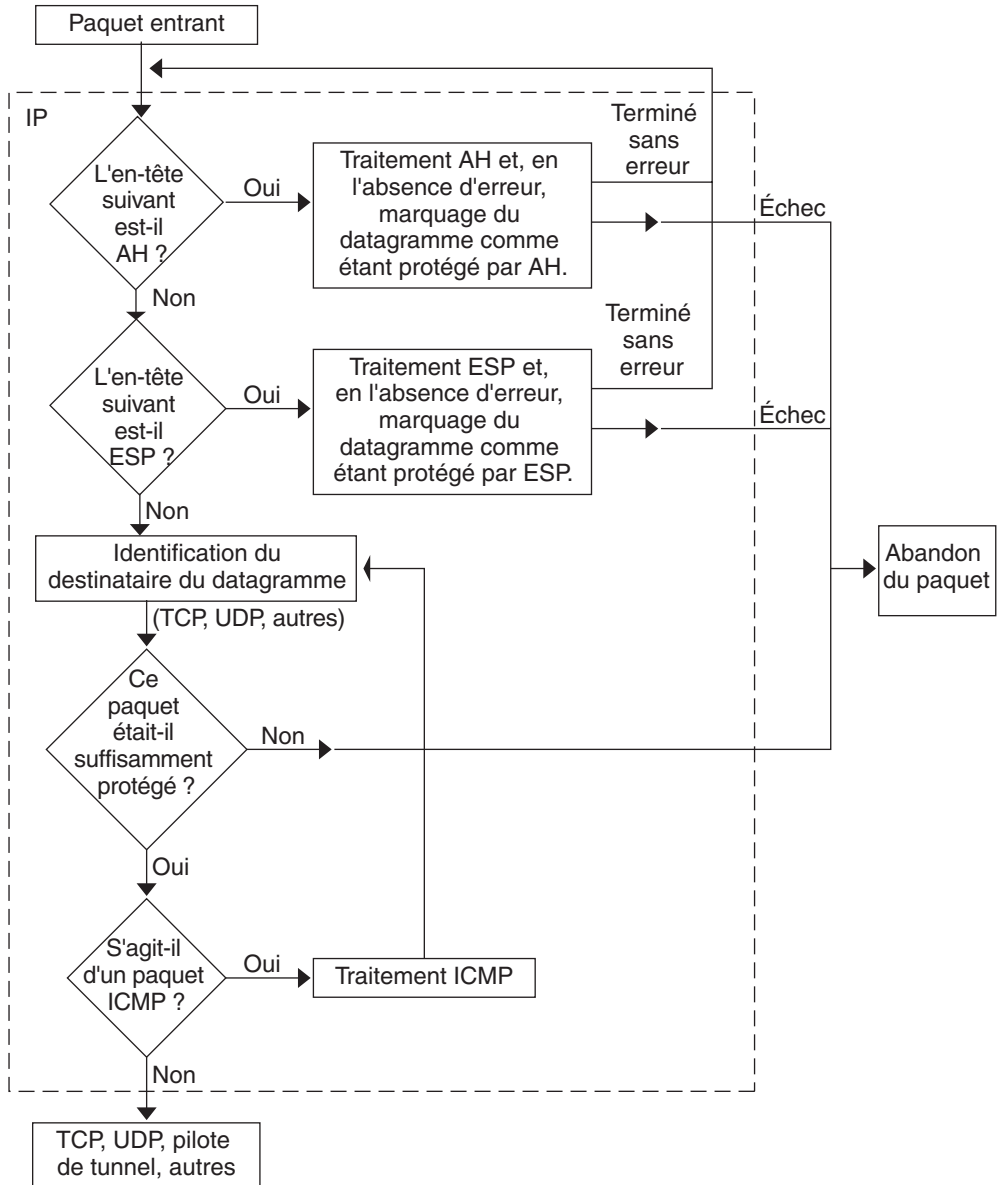 Paquet entrant
IP
L'en-tête
suivant
est-il
AH ?
Oui
Traitement AH et, en
l'absence d'erreur,
marquage du
datagramme comme
étant protégé par AH.
Terminé
sans
erreur
Échec
Non
L'en-tête
suivant
est-il
ESP ?
Oui
Traitement ESP et,
en l'absence d'erreur,
marquage du
datagramme comme
étant protégé par ESP.
Terminé
sans
erreur
Échec
Non
Identification du
destinataire du datagramme
Abandon
du paquet
(TCP, UDP, autres)
Ce
paquet
était-il
suffisamment
protégé ?
Non
Oui
S'agit-il
d'un paquet
ICMP ?
Oui
Traitement ICMP
Non
TCP, UDP, pilote
de tunnel, autres